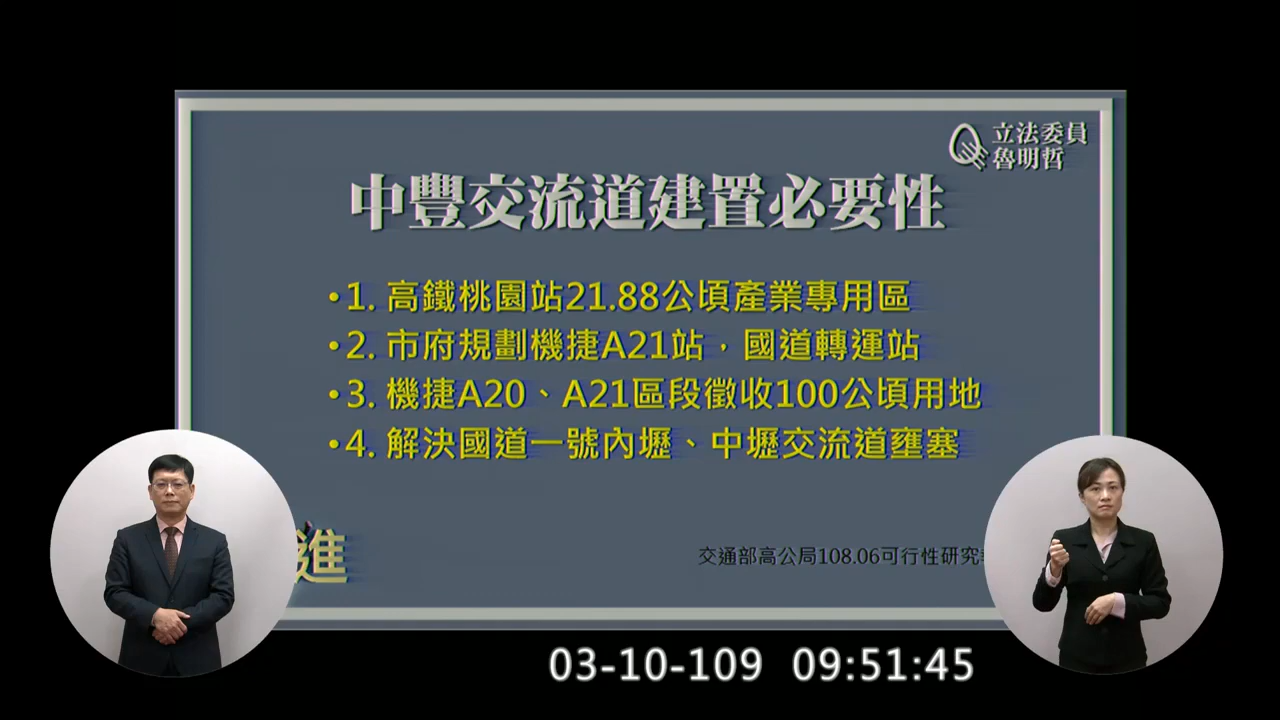 立法委員
魯明哲
中豐交流道建置必要性
•1. 高鐵桃園站21.88公頃產業專用區
•2. 市府規劃機捷A21站，國道轉運站
•3. 機捷A20、A21區段徵收100公頃用地
•4. 解決國道一號內壢、中壢交流道壅塞
進
交通部高公局108.06可行性研究
03-10-109 09:51:45